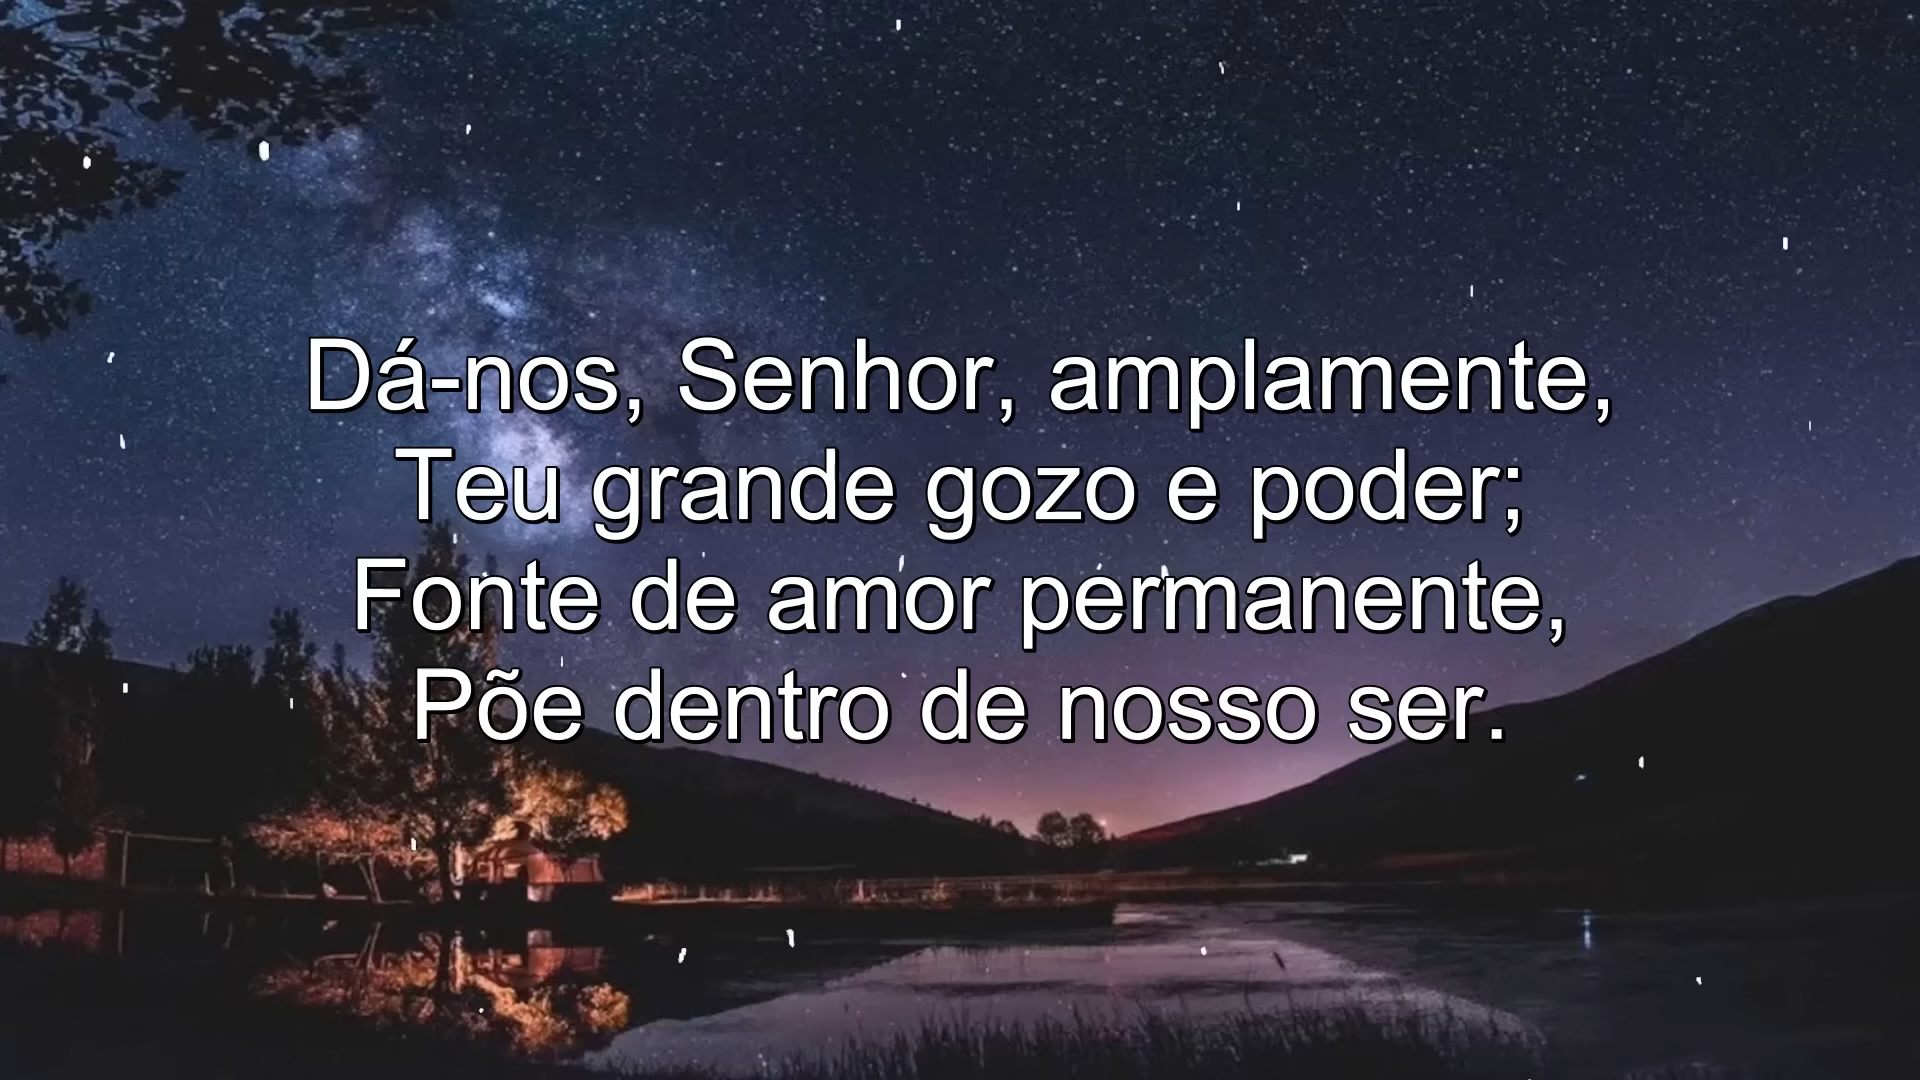 Dá-nos, Senhor, amplamente,
Teu grande gozo e poder;
Fonte de amor permanente,
Põe dentro de nosso ser.